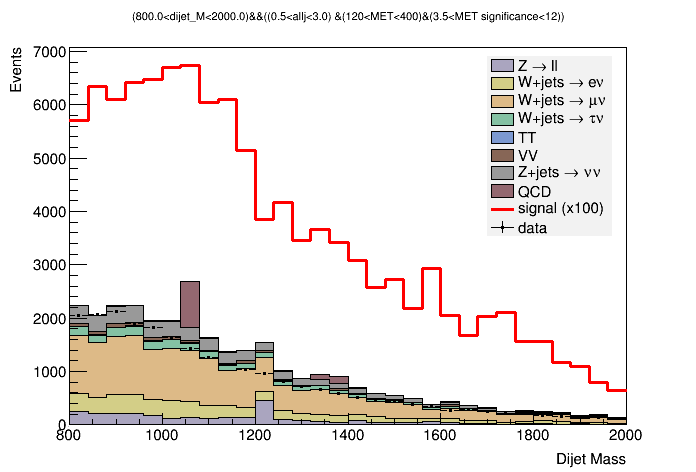 (800.0<dijet_M<2000.0)&&((0.5<allj<3.0) &(120<MET<400)&(3.5<MET significance<12))
Events
7000
6000
5000
4000
3000
2000
1000
0
Z → ll
W+jets → eν
W+jets → μν
W+jets → τν
TT
VV
Z+jets → νν
QCD
signal (x100)
data
800 1000 1200 1400 1600 1800 2000
Dijet Mass